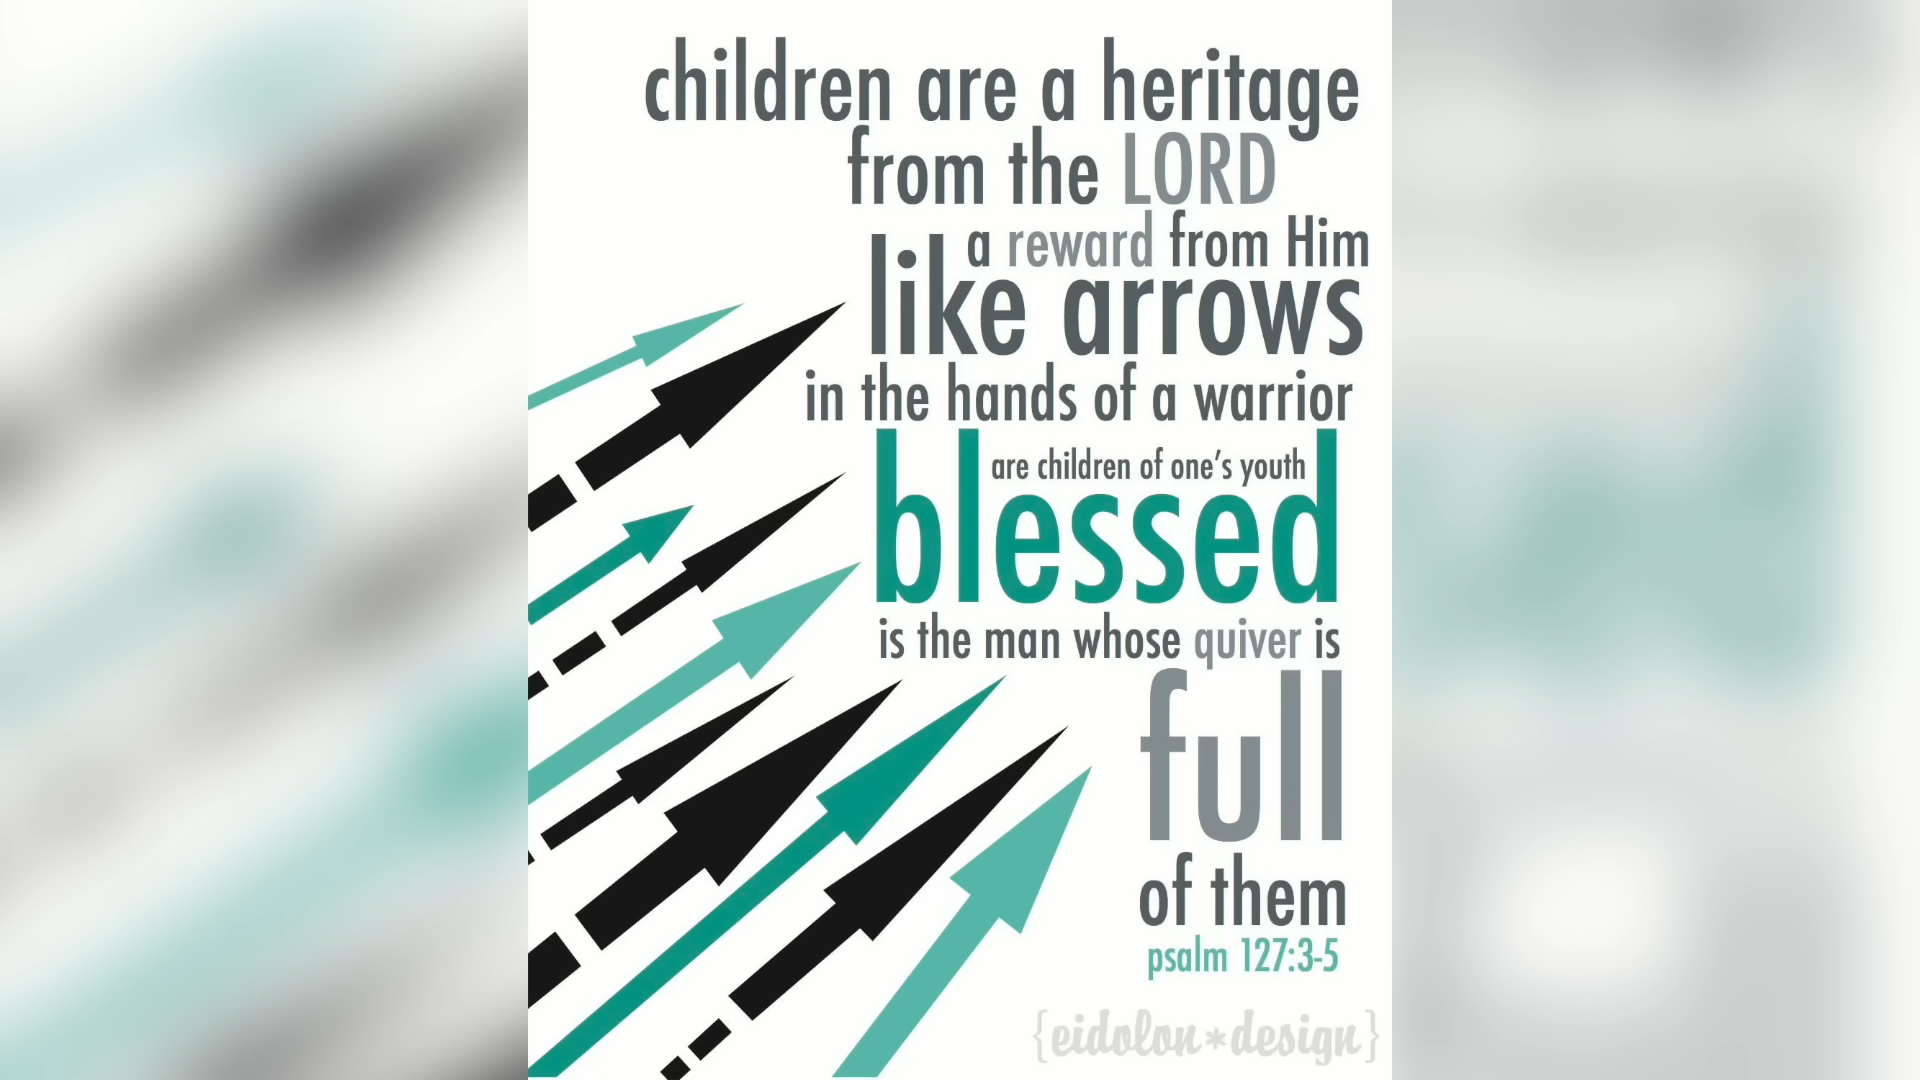 children are a heritage
from the LORD
a reward from Him
like arrows
in the hands of a warrior
are children of one's youth
blessed
is the man whose quiver is
full
of them
psalm 127:3-5
{eidolon*design}